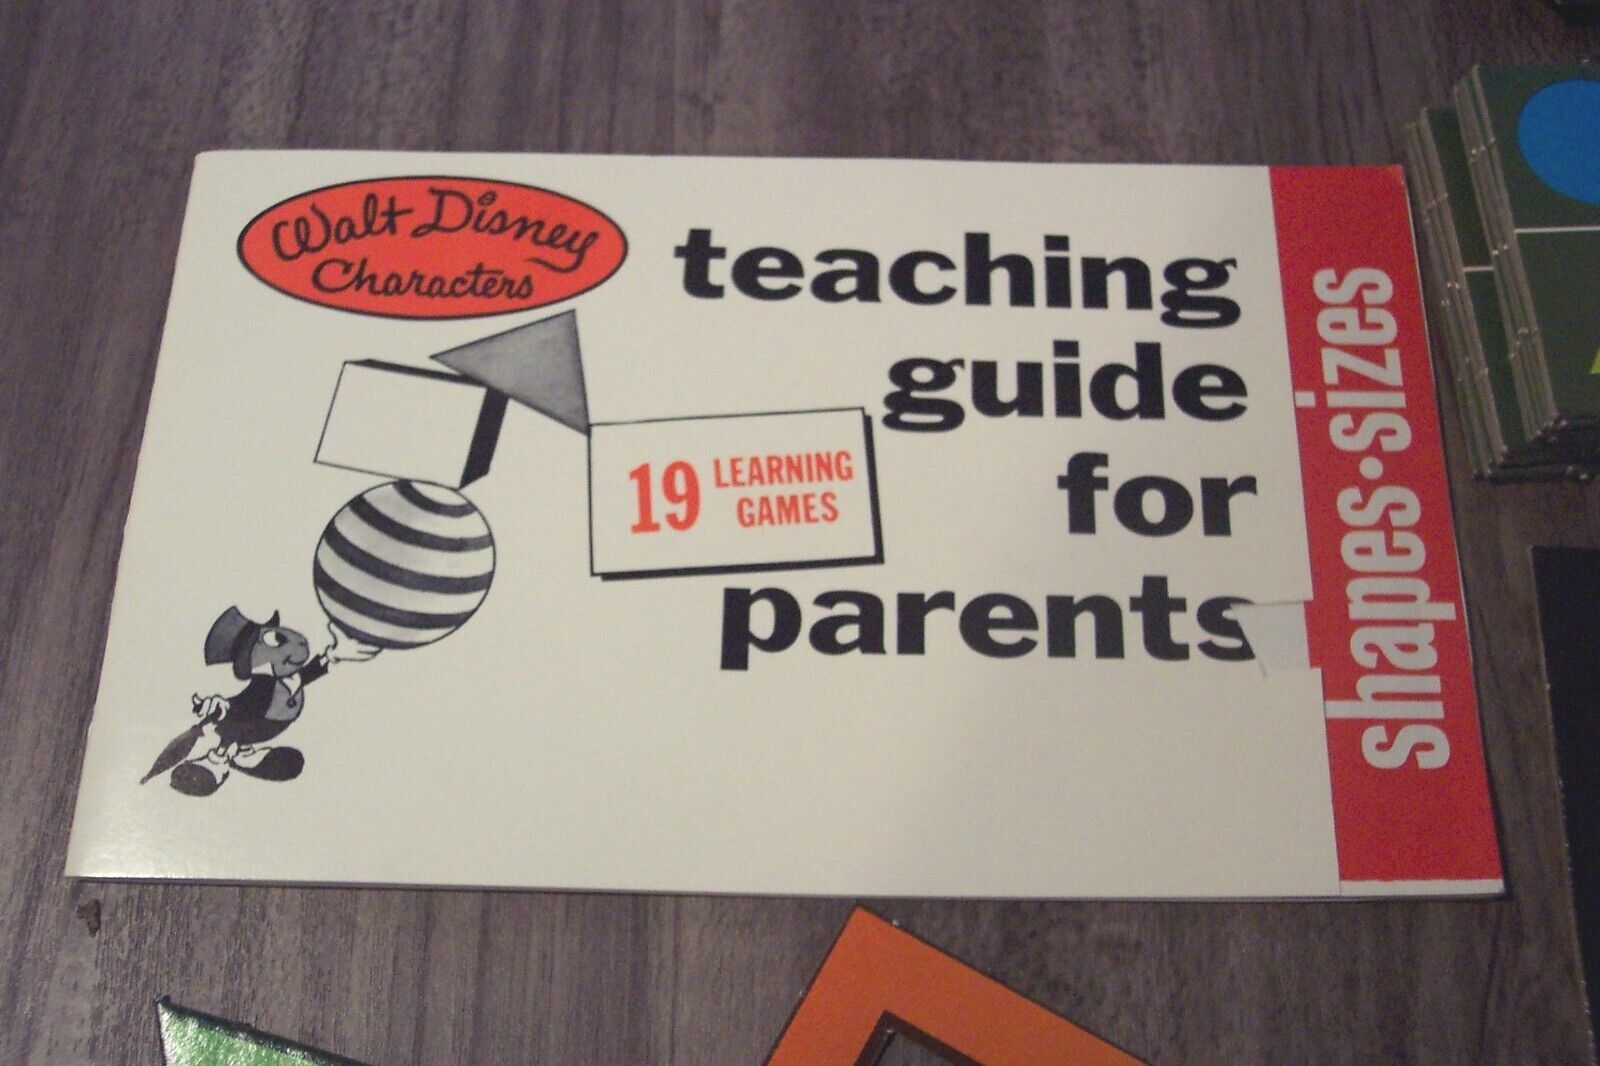 Walt Disney
Characters
teaching
guide
for
parents
19 LEARNING
GAMES
shapes•sizes